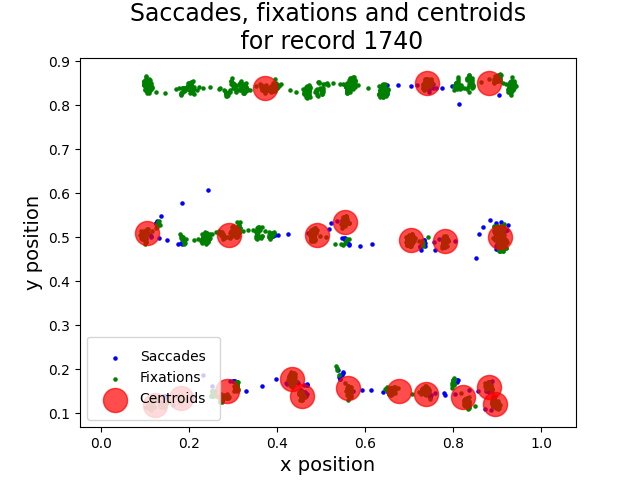 Saccades, fixations and centroids
for record 1740
0.9
0.8
0.7
0.6
0.5
0.4
0.3
0.2
0.1
y position
Saccades
Fixations
Centroids
0.0 0.2 0.4 0.6 0.8 1.0
x position